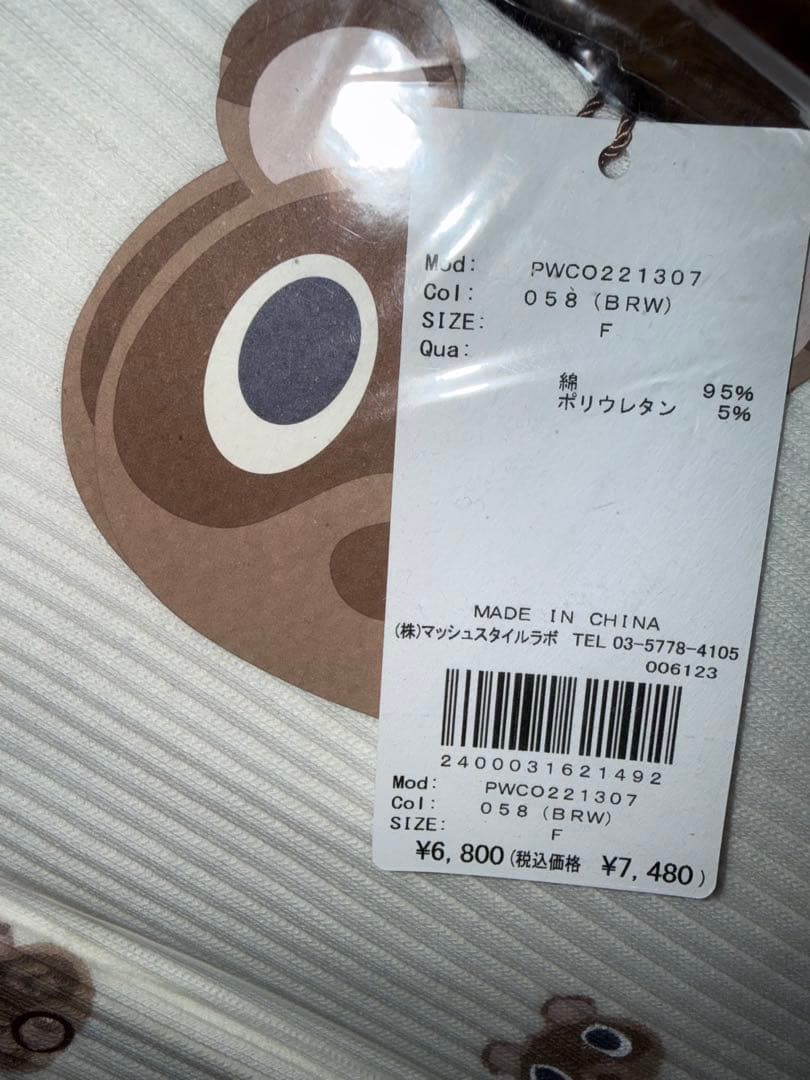 Mod: PWCO221307
Col: 058 (BRW)
SIZE: F
Qua:
綿 95%
ポリウレタン 5%
MADE IN CHINA
(株)マッシュスタイルラボ TEL 03-5778-4105
006123
2400031621492
Mod: PWCO221307
Col: 058 (BRW)
SIZE: F
¥6,800(税込価格 ¥7,480)